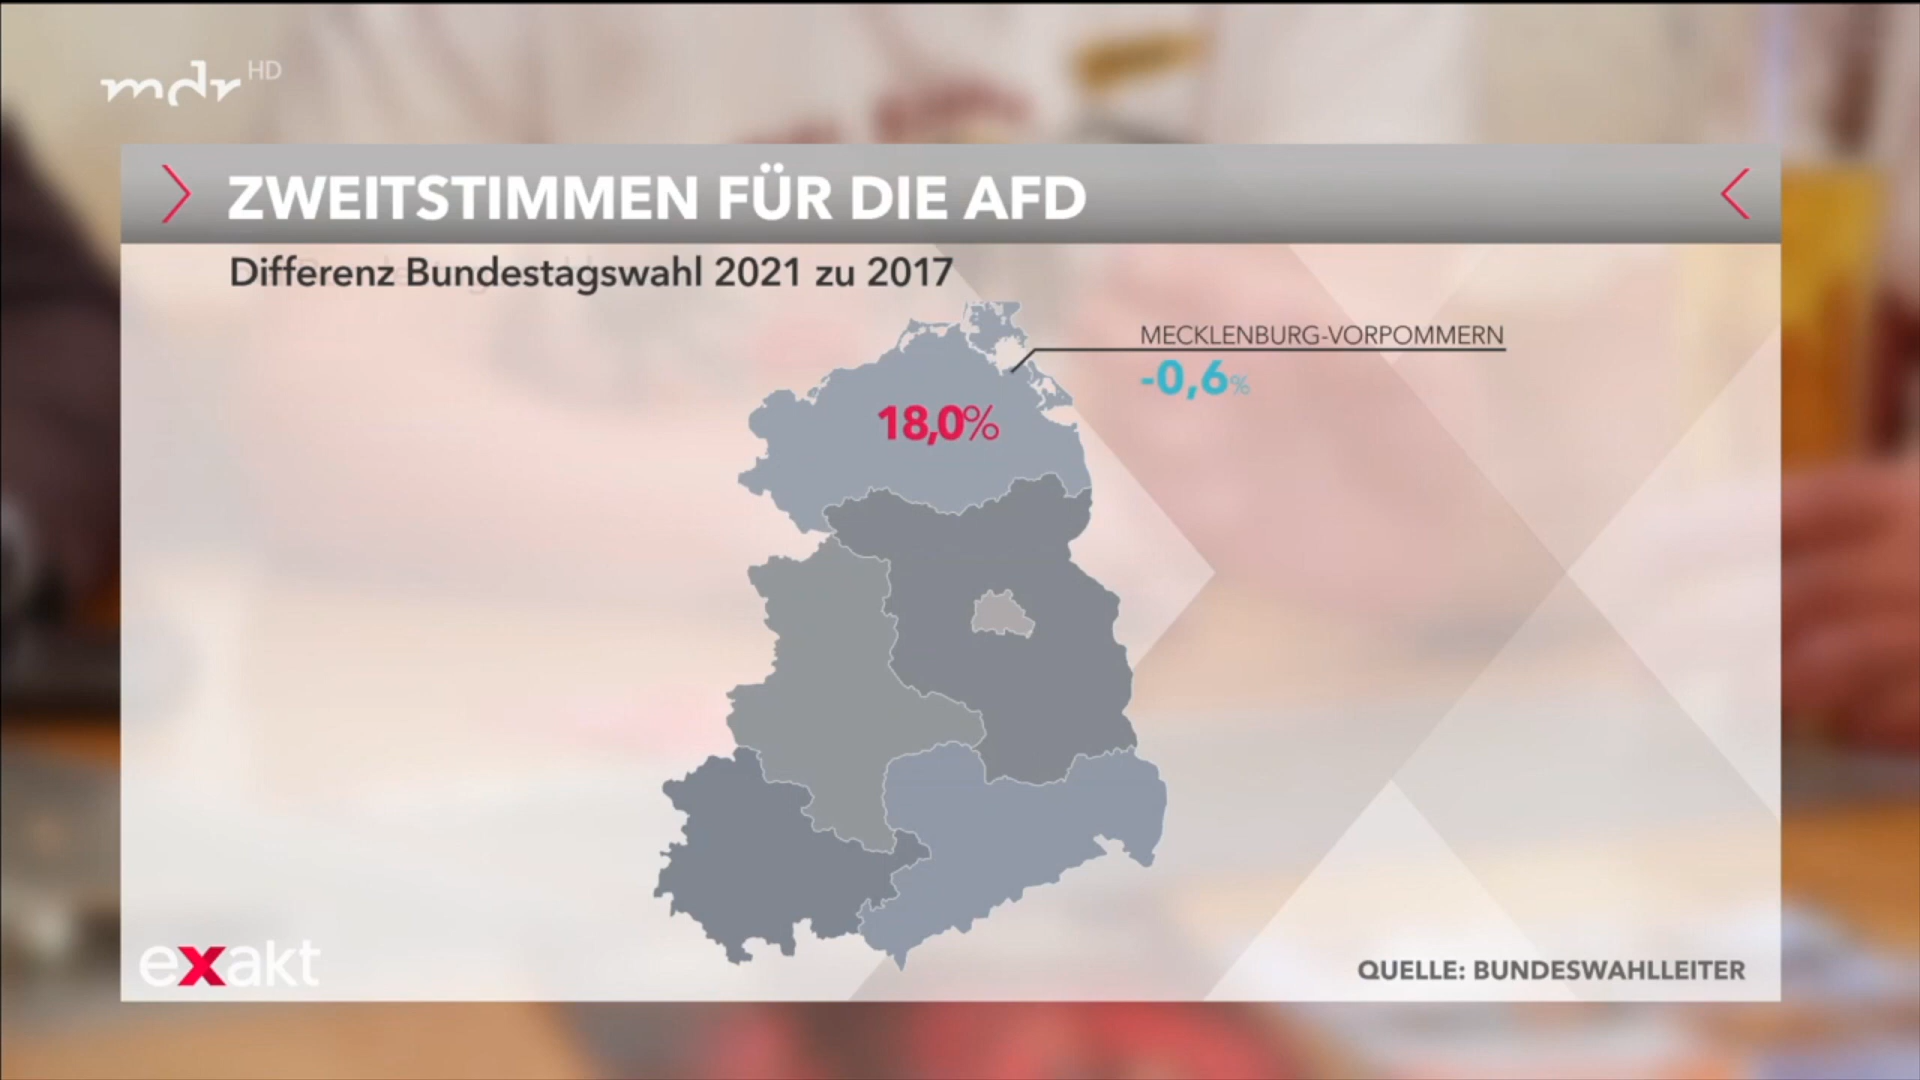 mdr HD
ZWEITSTIMMEN FÜR DIE AFD
Differenz Bundestagswahl 2021 zu 2017
MECKLENBURG-VORPOMMERN
-0,6%
18,0%
exakt
QUELLE: BUNDESWAHLLEITER